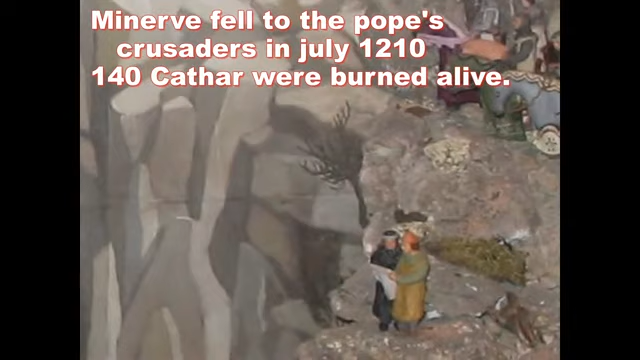 Minerve fell to the pope's
crusaders in july 1210
140 Cathar were burned alive.